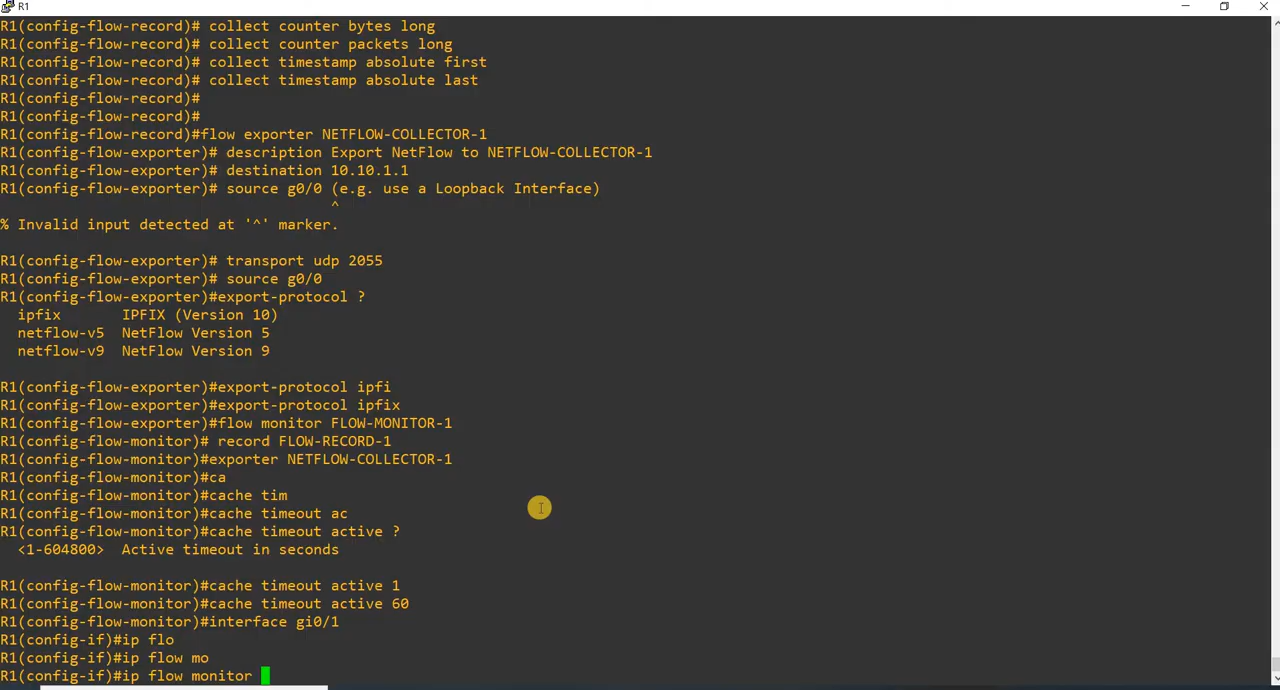 R1
R1(config-flow-record)# collect counter bytes long
R1(config-flow-record)# collect counter packets long
R1(config-flow-record)# collect timestamp absolute first
R1(config-flow-record)# collect timestamp absolute last
R1(config-flow-record)#
R1(config-flow-record)#
R1(config-flow-record)#flow exporter NETFLOW-COLLECTOR-1
R1(config-flow-exporter)# description Export NetFlow to NETFLOW-COLLECTOR-1
R1(config-flow-exporter)# destination 10.10.1.1
R1(config-flow-exporter)# source g0/0 (e.g. use a Loopback Interface)
^
% Invalid input detected at '^' marker.
R1(config-flow-exporter)# transport udp 2055
R1(config-flow-exporter)# source g0/0
R1(config-flow-exporter)#export-protocol ?
ipfix       IPFIX (Version 10)
netflow-v5  NetFlow Version 5
netflow-v9  NetFlow Version 9
R1(config-flow-exporter)#export-protocol ipfi
R1(config-flow-exporter)#export-protocol ipfix
R1(config-flow-exporter)#flow monitor FLOW-MONITOR-1
R1(config-flow-monitor)# record FLOW-RECORD-1
R1(config-flow-monitor)#exporter NETFLOW-COLLECTOR-1
R1(config-flow-monitor)#ca
R1(config-flow-monitor)#cache tim
R1(config-flow-monitor)#cache timeout ac
R1(config-flow-monitor)#cache timeout active ?
<1-604800>  Active timeout in seconds
R1(config-flow-monitor)#cache timeout active 1
R1(config-flow-monitor)#cache timeout active 60
R1(config-flow-monitor)#interface gi0/1
R1(config-if)#ip flo
R1(config-if)#ip flow mo
R1(config-if)#ip flow monitor